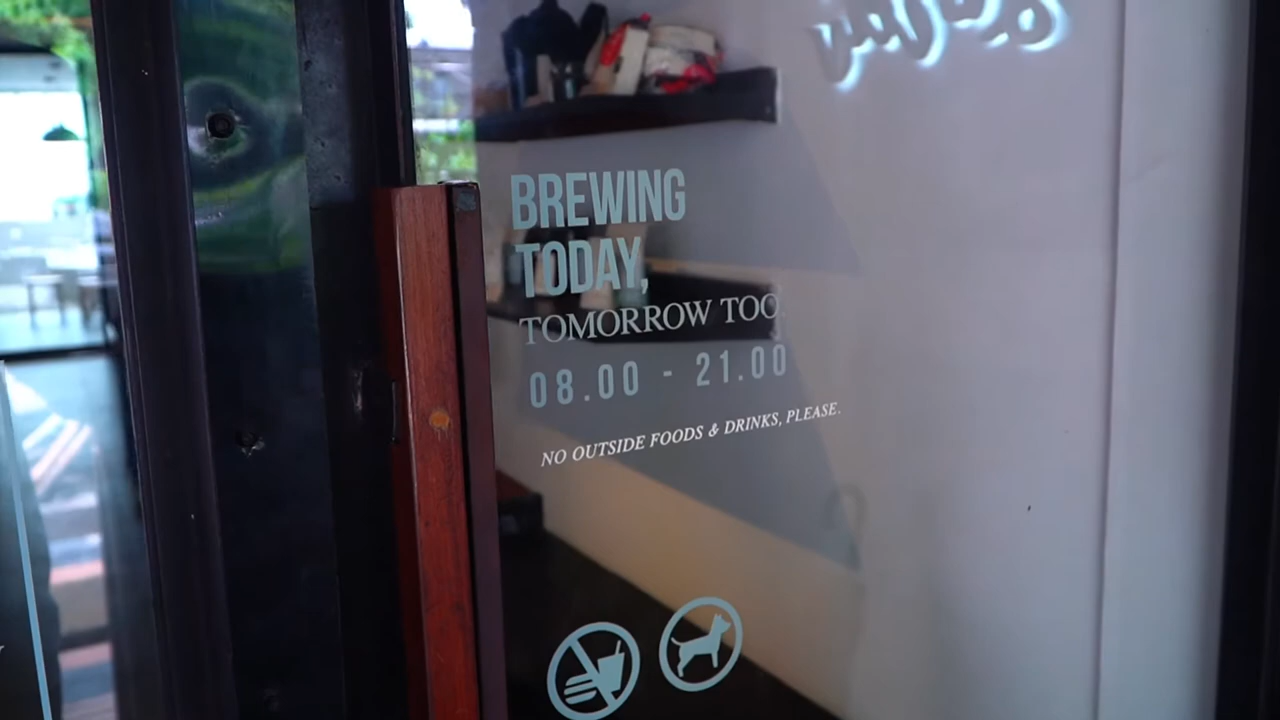 BREWING
TODAY,
TOMORROW TOO.
08.00 - 21.00
NO OUTSIDE FOODS & DRINKS, PLEASE.